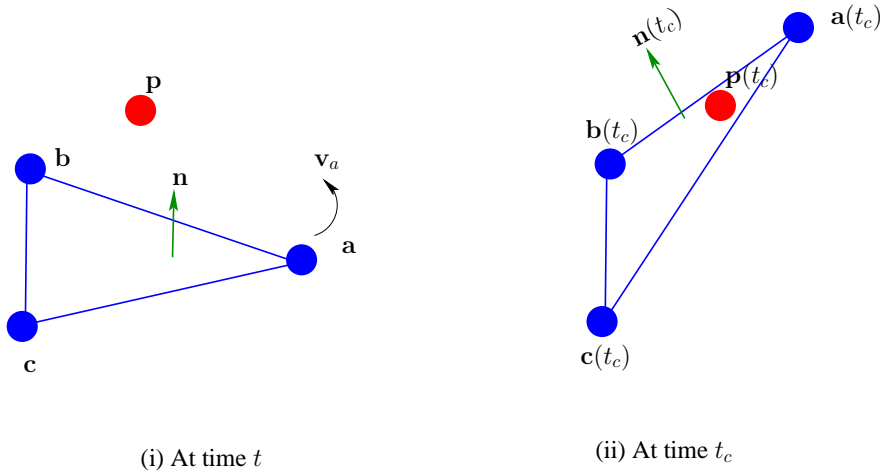 p
b
n
v_a
a
c
(i) At time t
n(t_c)
a(t_c)
p(t_c)
b(t_c)
c(t_c)
(ii) At time t_c